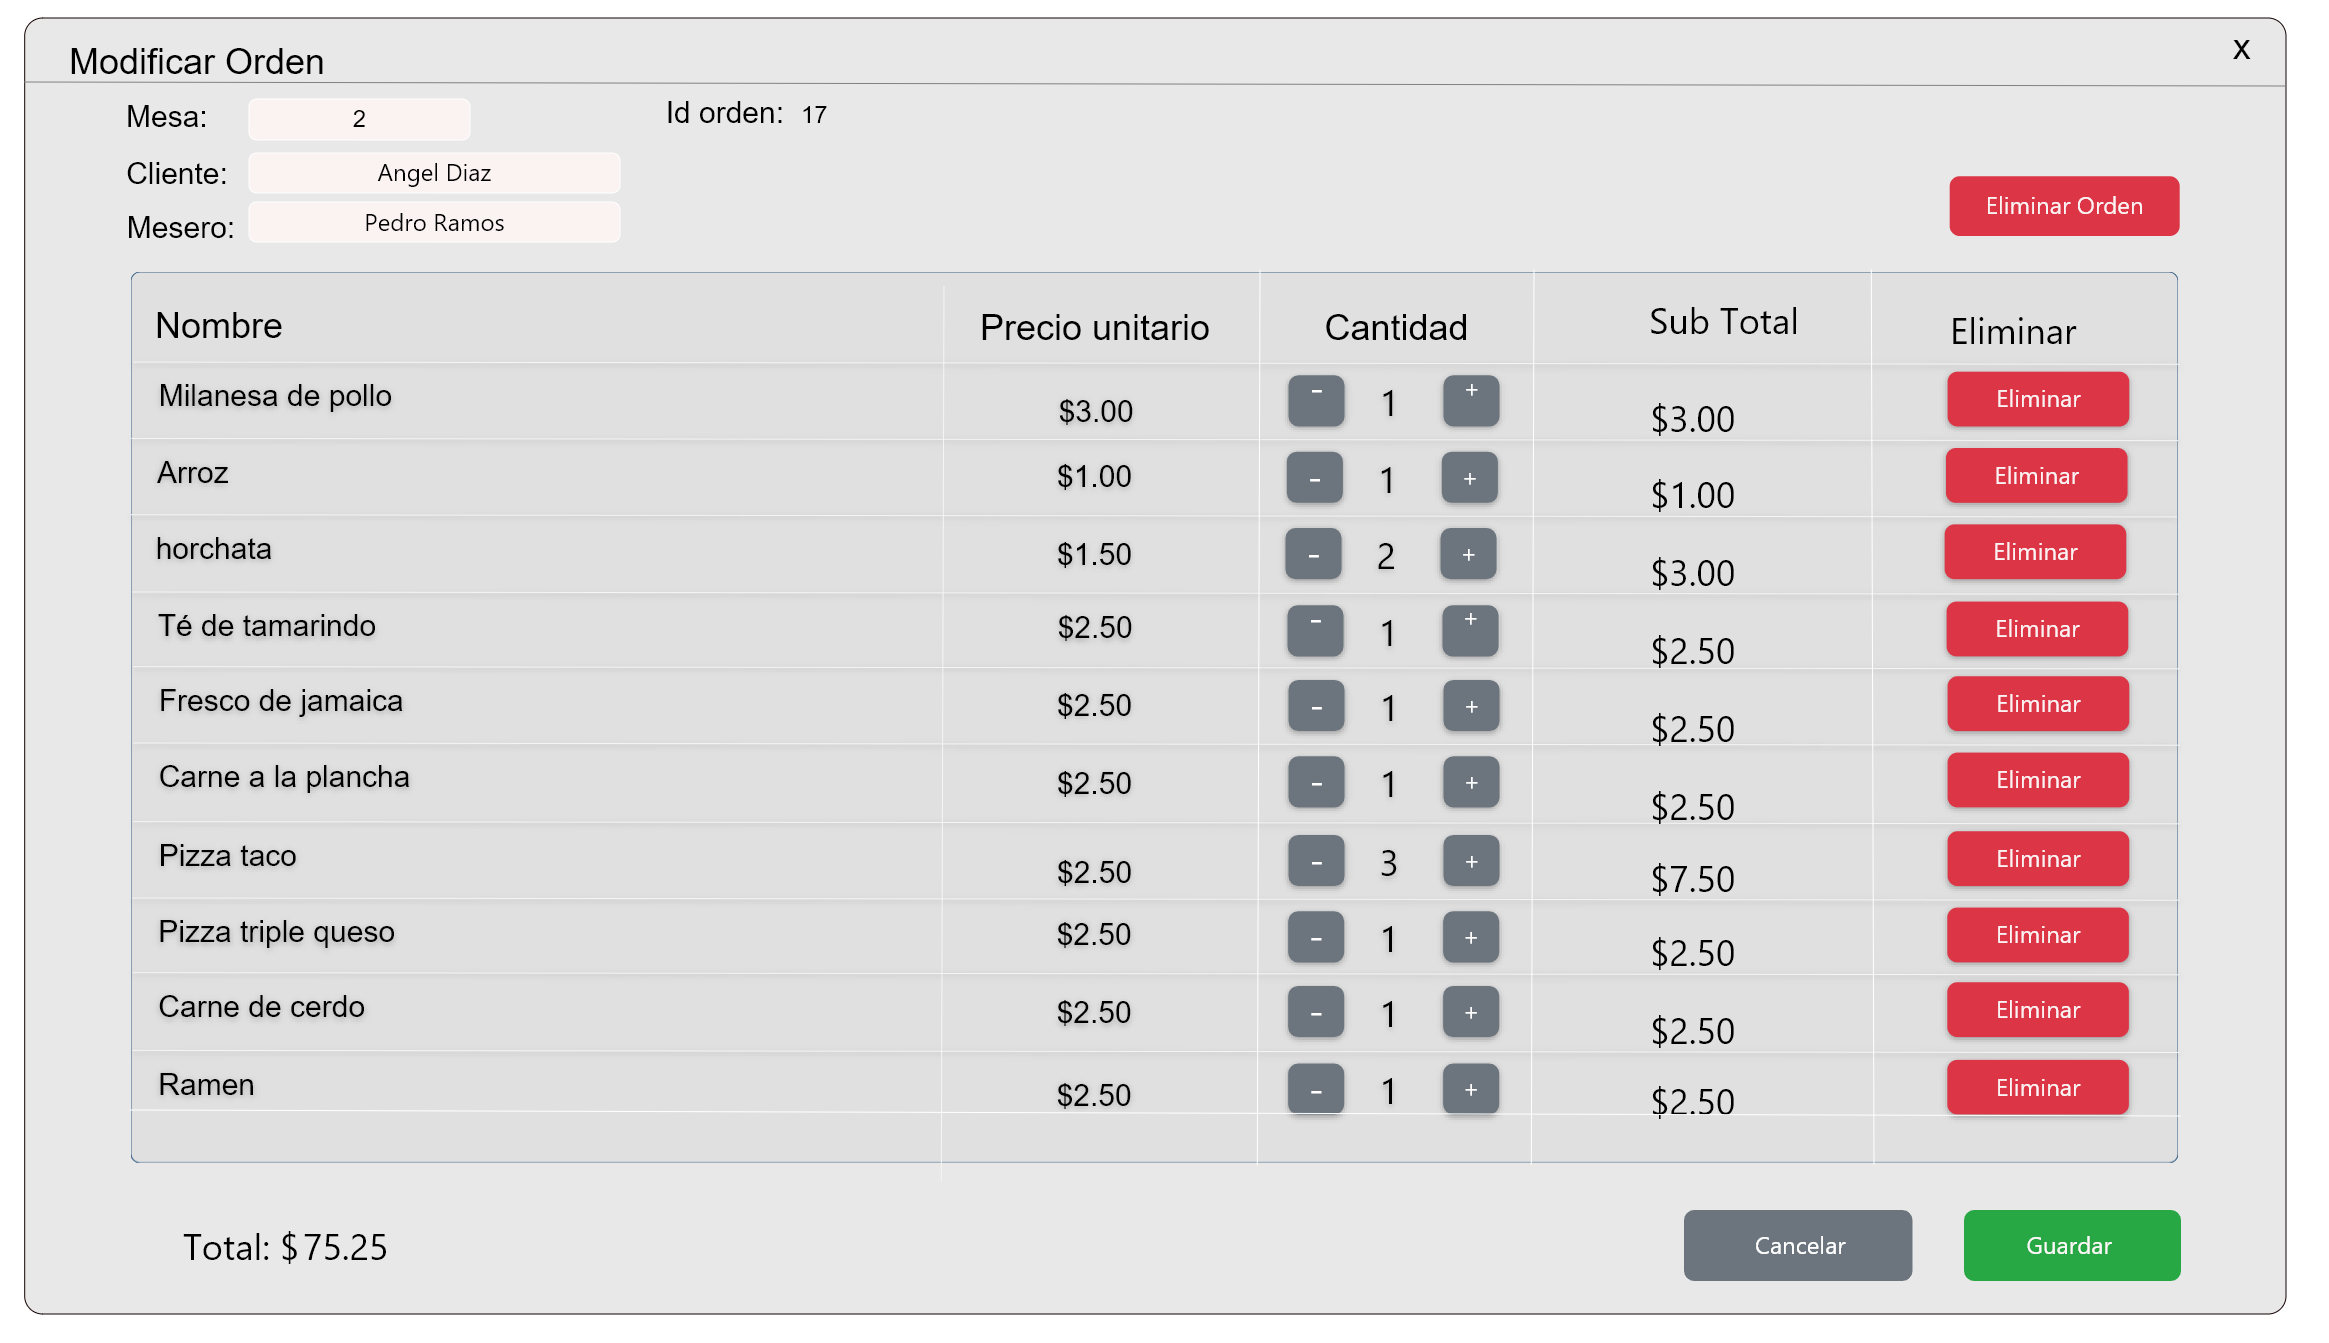 Modificar Orden x
Mesa: 2 Id orden: 17
Cliente: Angel Diaz
Mesero: Pedro Ramos
Eliminar Orden
Nombre Precio unitario Cantidad Sub Total Eliminar
Milanesa de pollo $3.00 - 1 + $3.00 Eliminar
Arroz $1.00 - 1 + $1.00 Eliminar
horchata $1.50 - 2 + $3.00 Eliminar
Té de tamarindo $2.50 - 1 + $2.50 Eliminar
Fresco de jamaica $2.50 - 1 + $2.50 Eliminar
Carne a la plancha $2.50 - 1 + $2.50 Eliminar
Pizza taco $2.50 - 3 + $7.50 Eliminar
Pizza triple queso $2.50 - 1 + $2.50 Eliminar
Carne de cerdo $2.50 - 1 + $2.50 Eliminar
Ramen $2.50 - 1 + $2.50 Eliminar
Total: $75.25 Cancelar Guardar